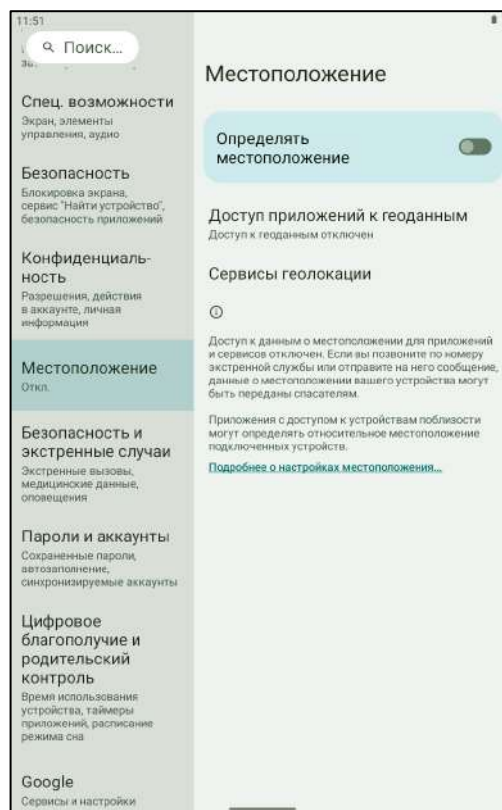 11:51
Поиск...
Спец. возможности
Экран, элементы
управления, аудио
Безопасность
Блокировка экрана,
сервис "Найти устройство",
безопасность приложений
Конфиденциаль-
ность
Разрешения, действия
в аккаунте, личная
информация
Местоположение
Откл.
Безопасность и
экстренные случаи
Экстренные вызовы,
медицинские данные,
оповещения
Пароли и аккаунты
Сохраненные пароли,
автозаполнение,
синхронизируемые аккаунты
Цифровое
благополучие и
родительский
контроль
Время использования
устройства, таймеры
приложений, расписание
режима сна
Google
Сервисы и настройки
Местоположение
Определять
местоположение
Доступ приложений к геоданным
Доступ к геоданным отключен
Сервисы геолокации
Доступ к данным о местоположении для приложений
и сервисов отключен. Если вы позвоните по номеру
экстренной службы или отправите на него сообщение,
данные о местоположении вашего устройства могут
быть переданы спасателям.
Приложения с доступом к устройствам поблизости
могут определять относительное местоположение
подключенных устройств.
Подробнее о настройках местоположения...